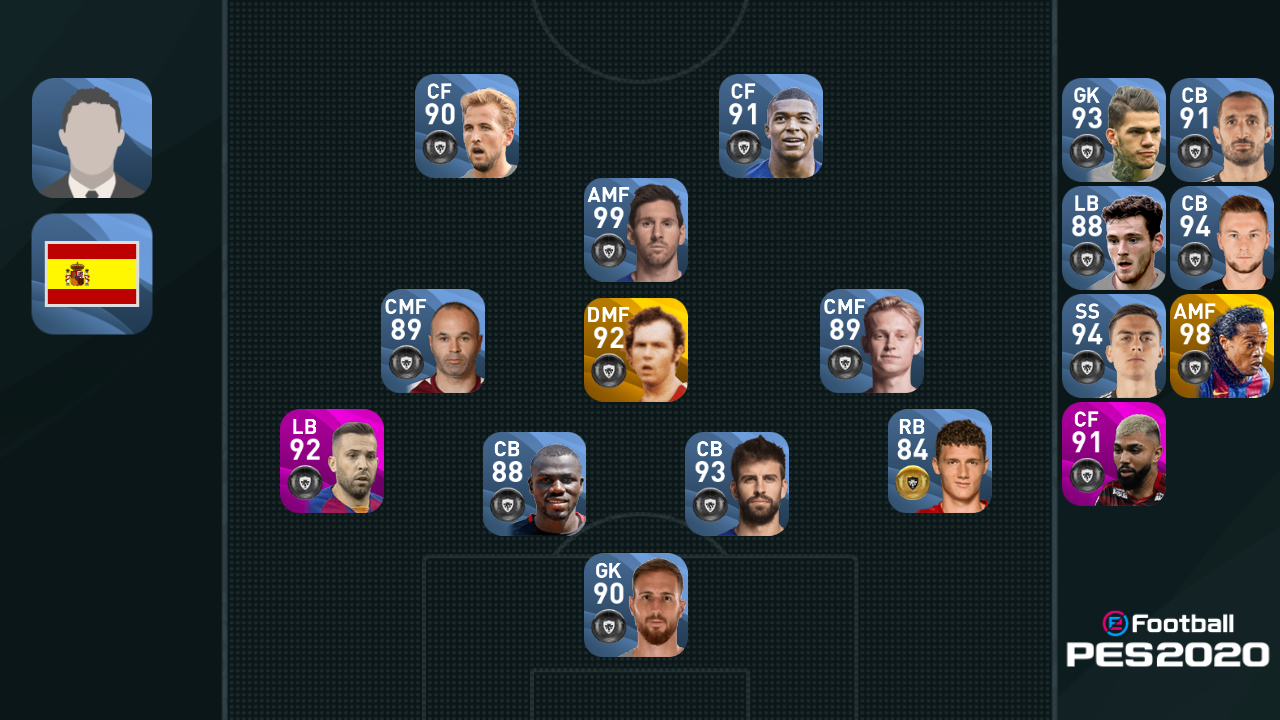 CF
90
CF
91
AMF
99
CMF
89
DMF
92
CMF
89
LB
92
CB
88
CB
93
RB
84
GK
90
GK
93
CB
91
LB
88
CB
94
SS
94
AMF
98
CF
91
eFootball
PES2020